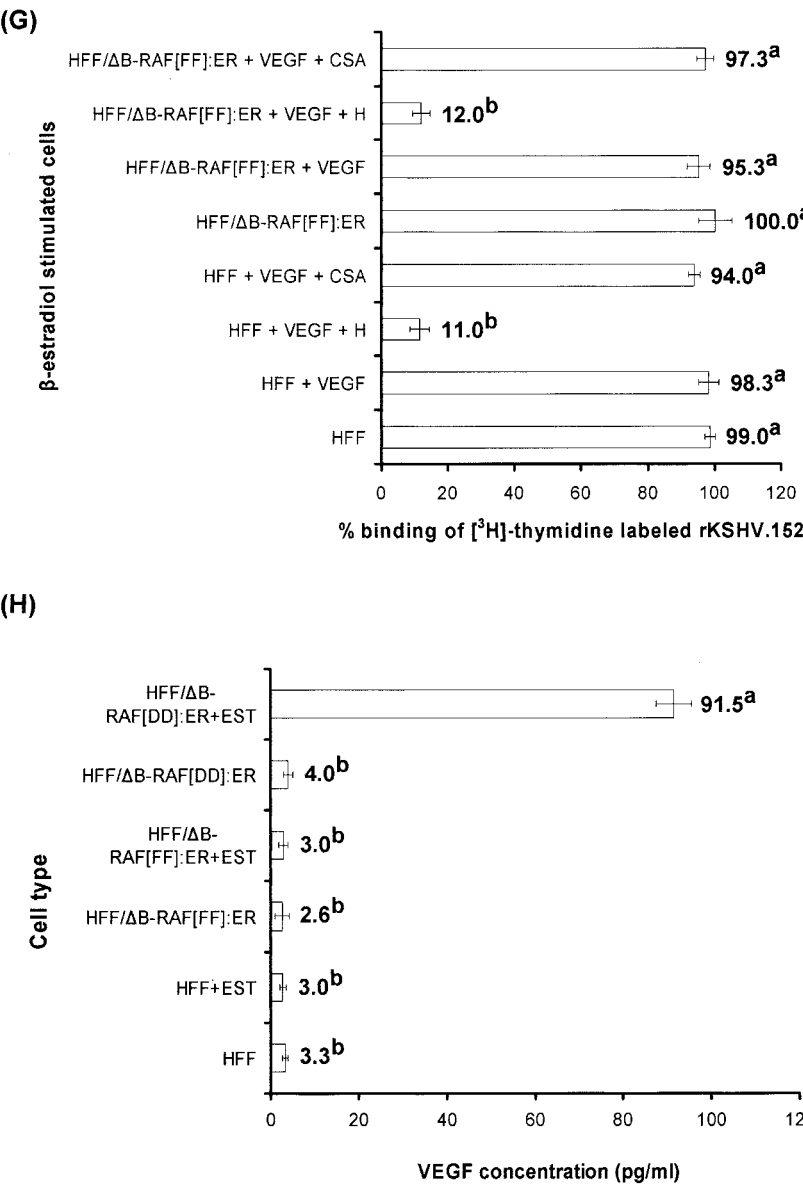 (G)
β-estradiol stimulated cells
HFF/ΔB-RAF[FF]:ER + VEGF + CSA 97.3a
HFF/ΔB-RAF[FF]:ER + VEGF + H 12.0b
HFF/ΔB-RAF[FF]:ER + VEGF 95.3a
HFF/ΔB-RAF[FF]:ER 100.0a
HFF + VEGF + CSA 94.0a
HFF + VEGF + H 11.0b
HFF + VEGF 98.3a
HFF 99.0a
0 20 40 60 80 100 120
% binding of [3H]-thymidine labeled rKSHV.152
(H)
Cell type
HFF/ΔB-
RAF[DD]:ER+EST 91.5a
HFF/ΔB-RAF[DD]:ER 4.0b
HFF/ΔB-
RAF[FF]:ER+EST 3.0b
HFF/ΔB-RAF[FF]:ER 2.6b
HFF+EST 3.0b
HFF 3.3b
0 20 40 60 80 100 12
VEGF concentration (pg/ml)